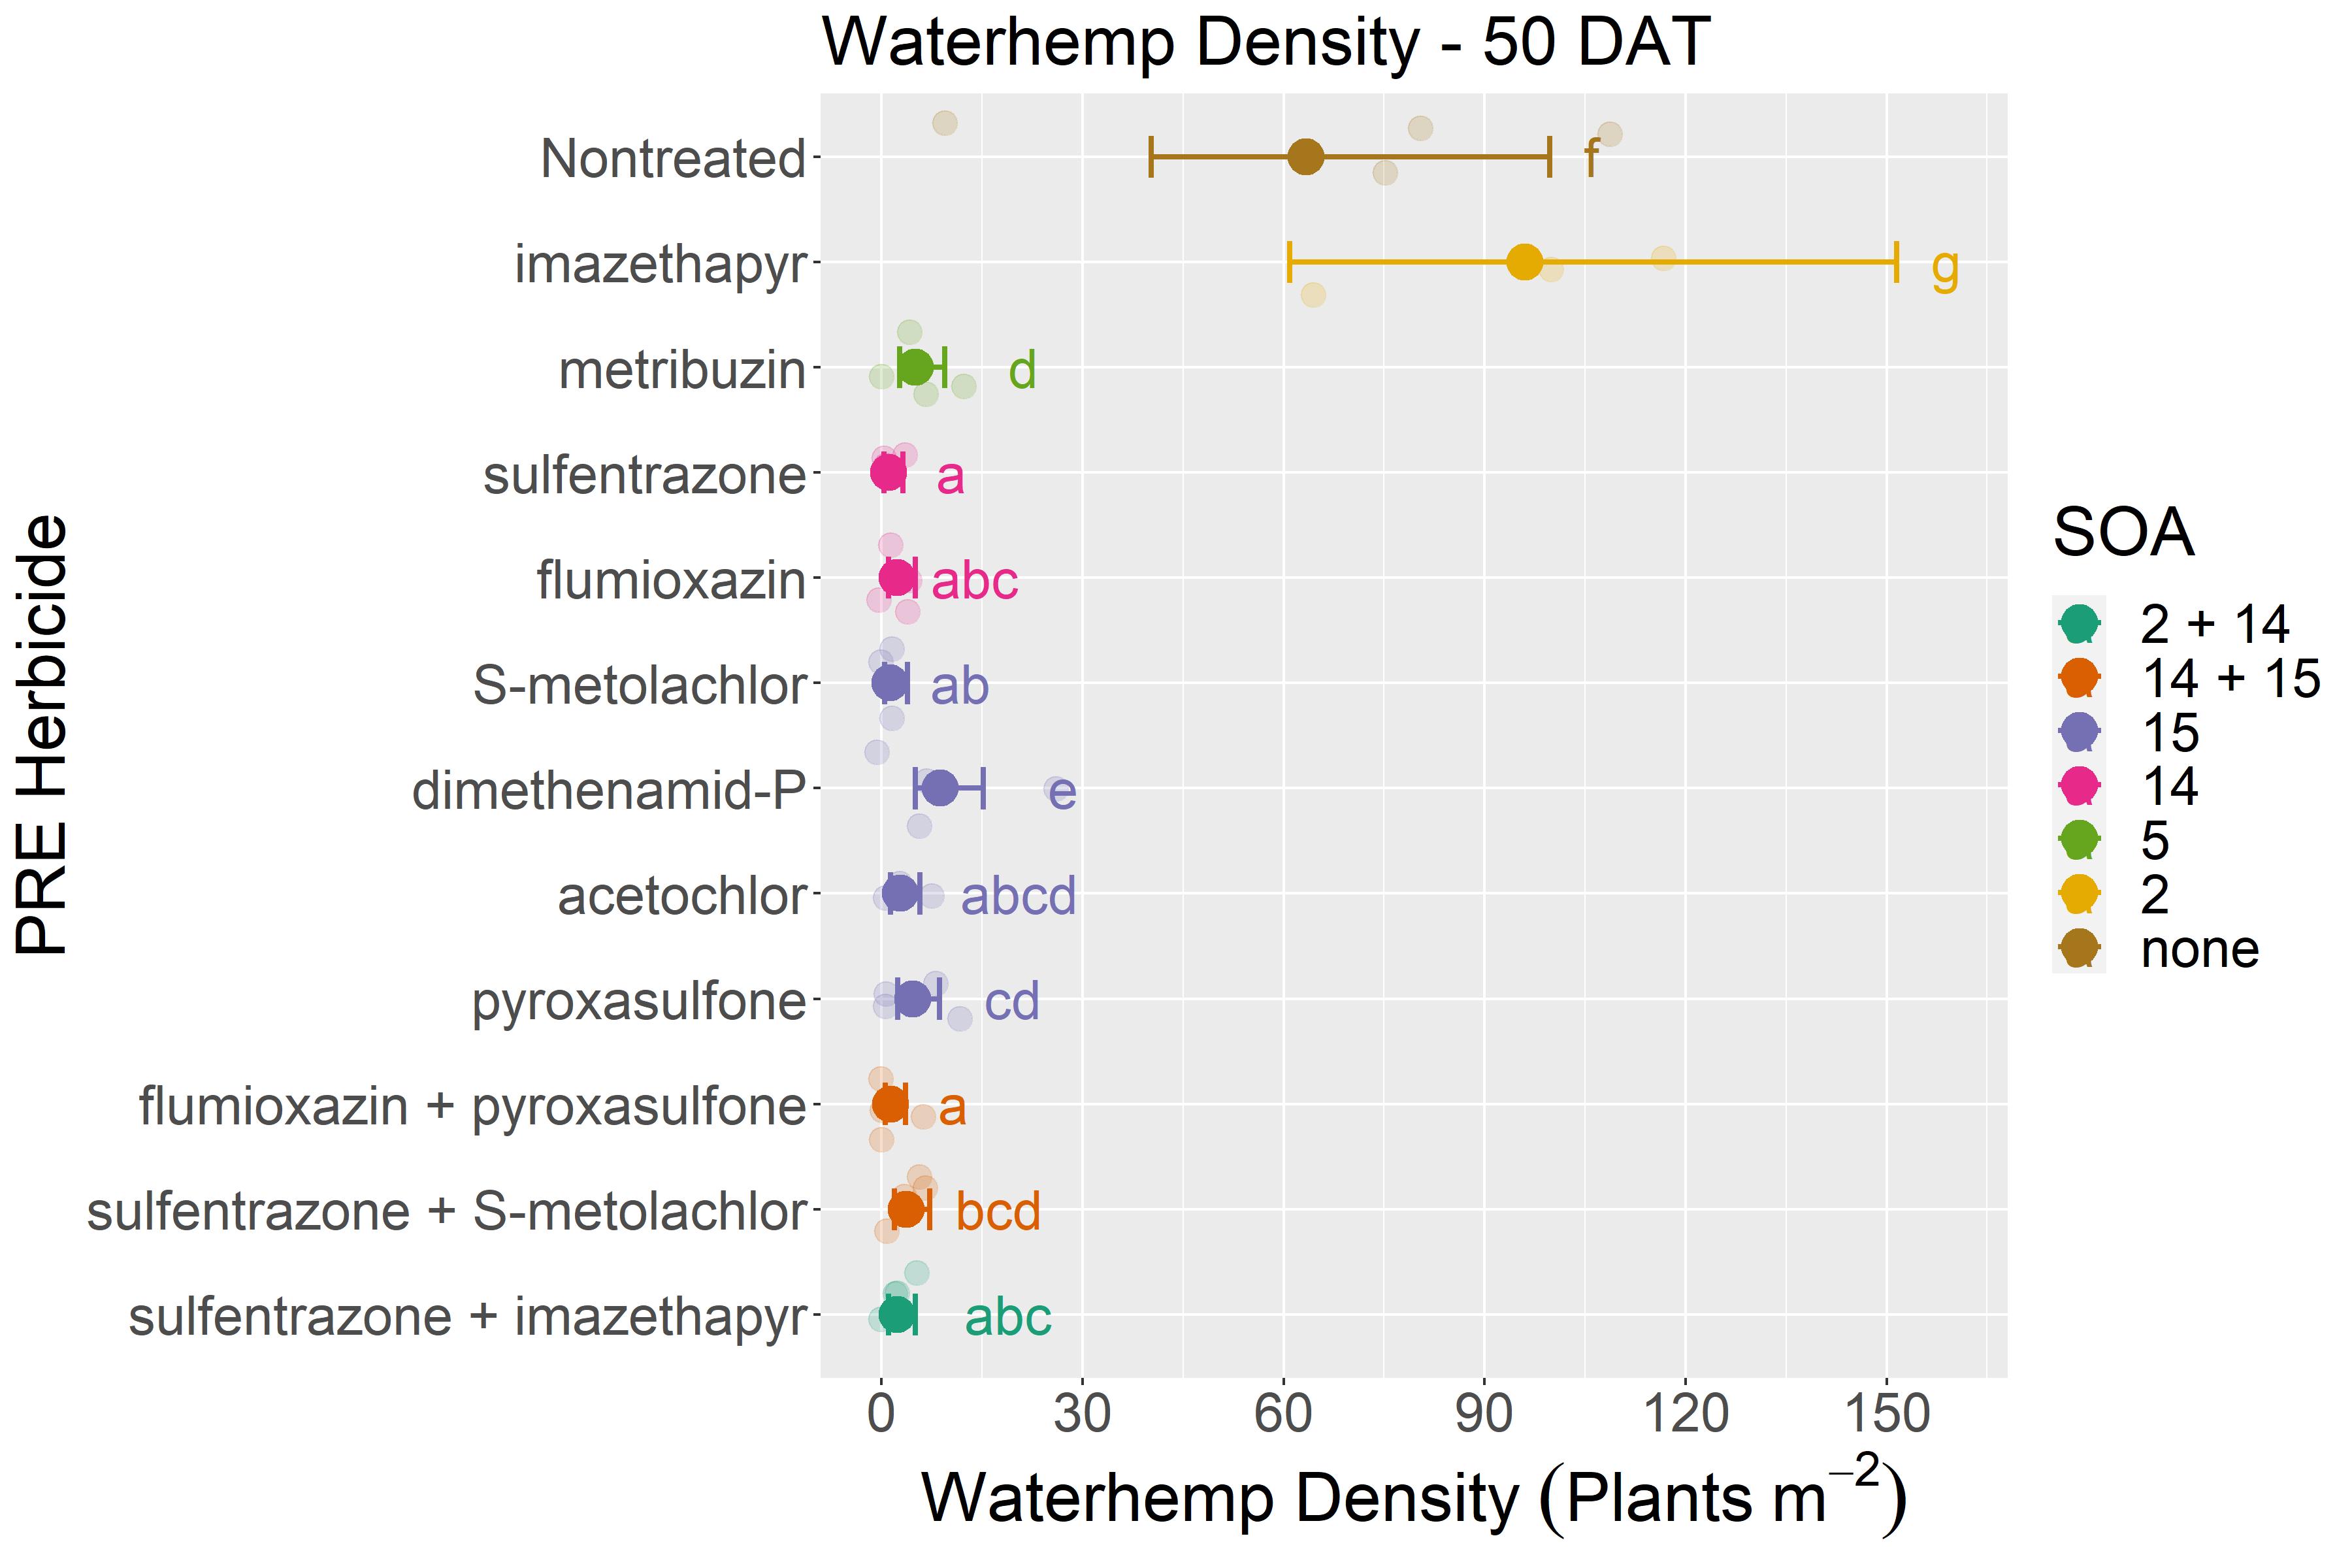 Waterhemp Density - 50 DAT
PRE Herbicide
Nontreated f
imazethapyr g
metribuzin d
sulfentrazone a
flumioxazin abc
S-metolachlor ab
dimethenamid-P e
acetochlor abcd
pyroxasulfone cd
flumioxazin + pyroxasulfone a
sulfentrazone + S-metolachlor bcd
sulfentrazone + imazethapyr abc
0 30 60 90 120 150
Waterhemp Density (Plants m⁻²)
SOA
2 + 14
14 + 15
15
14
5
2
none